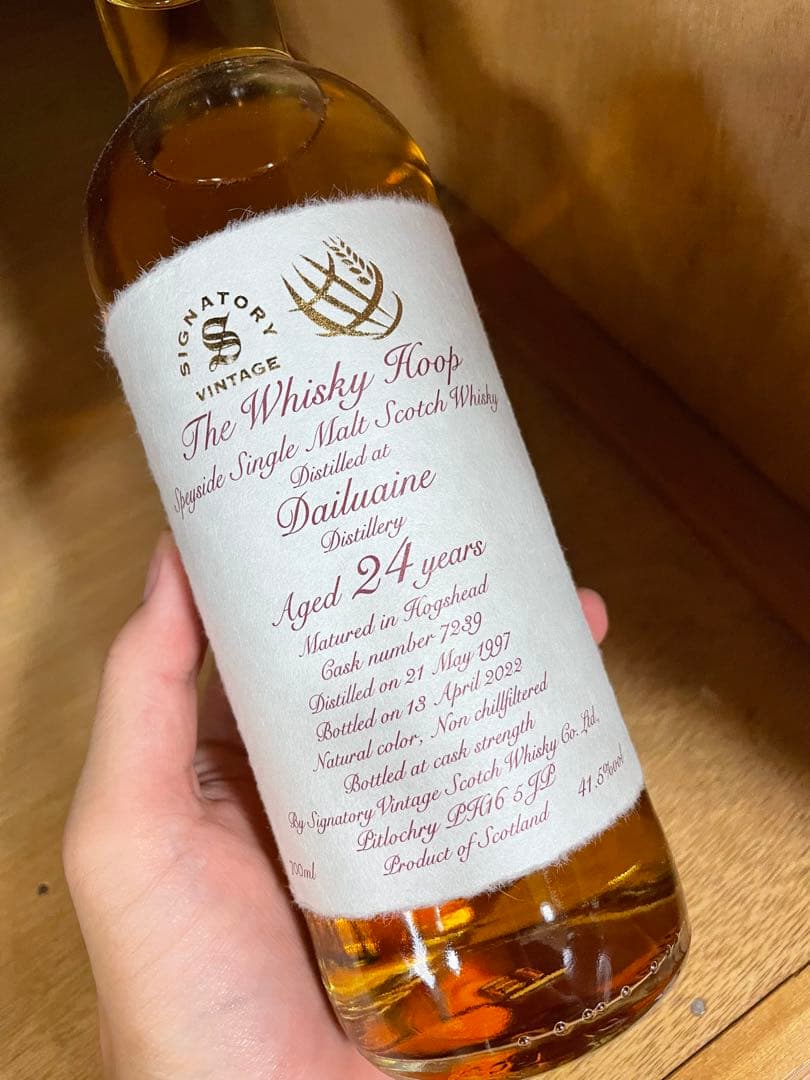 SIGNATORY
S
VINTAGE
The Whisky Hoop
Speyside Single Malt Scotch Whisky
Distilled at
Dailuaine
Distillery
Aged 24 years
Matured in Hogshead
Cask number 7239
Distilled on 21 May 1997
Bottled on 13 April 2022
Natural color, Non chillfiltered
Bottled at cask strength
By Signatory Vintage Scotch Whisky Co. Ltd.,
Pitlochry PH16 5JP
700ml Product of Scotland 41.5%vol